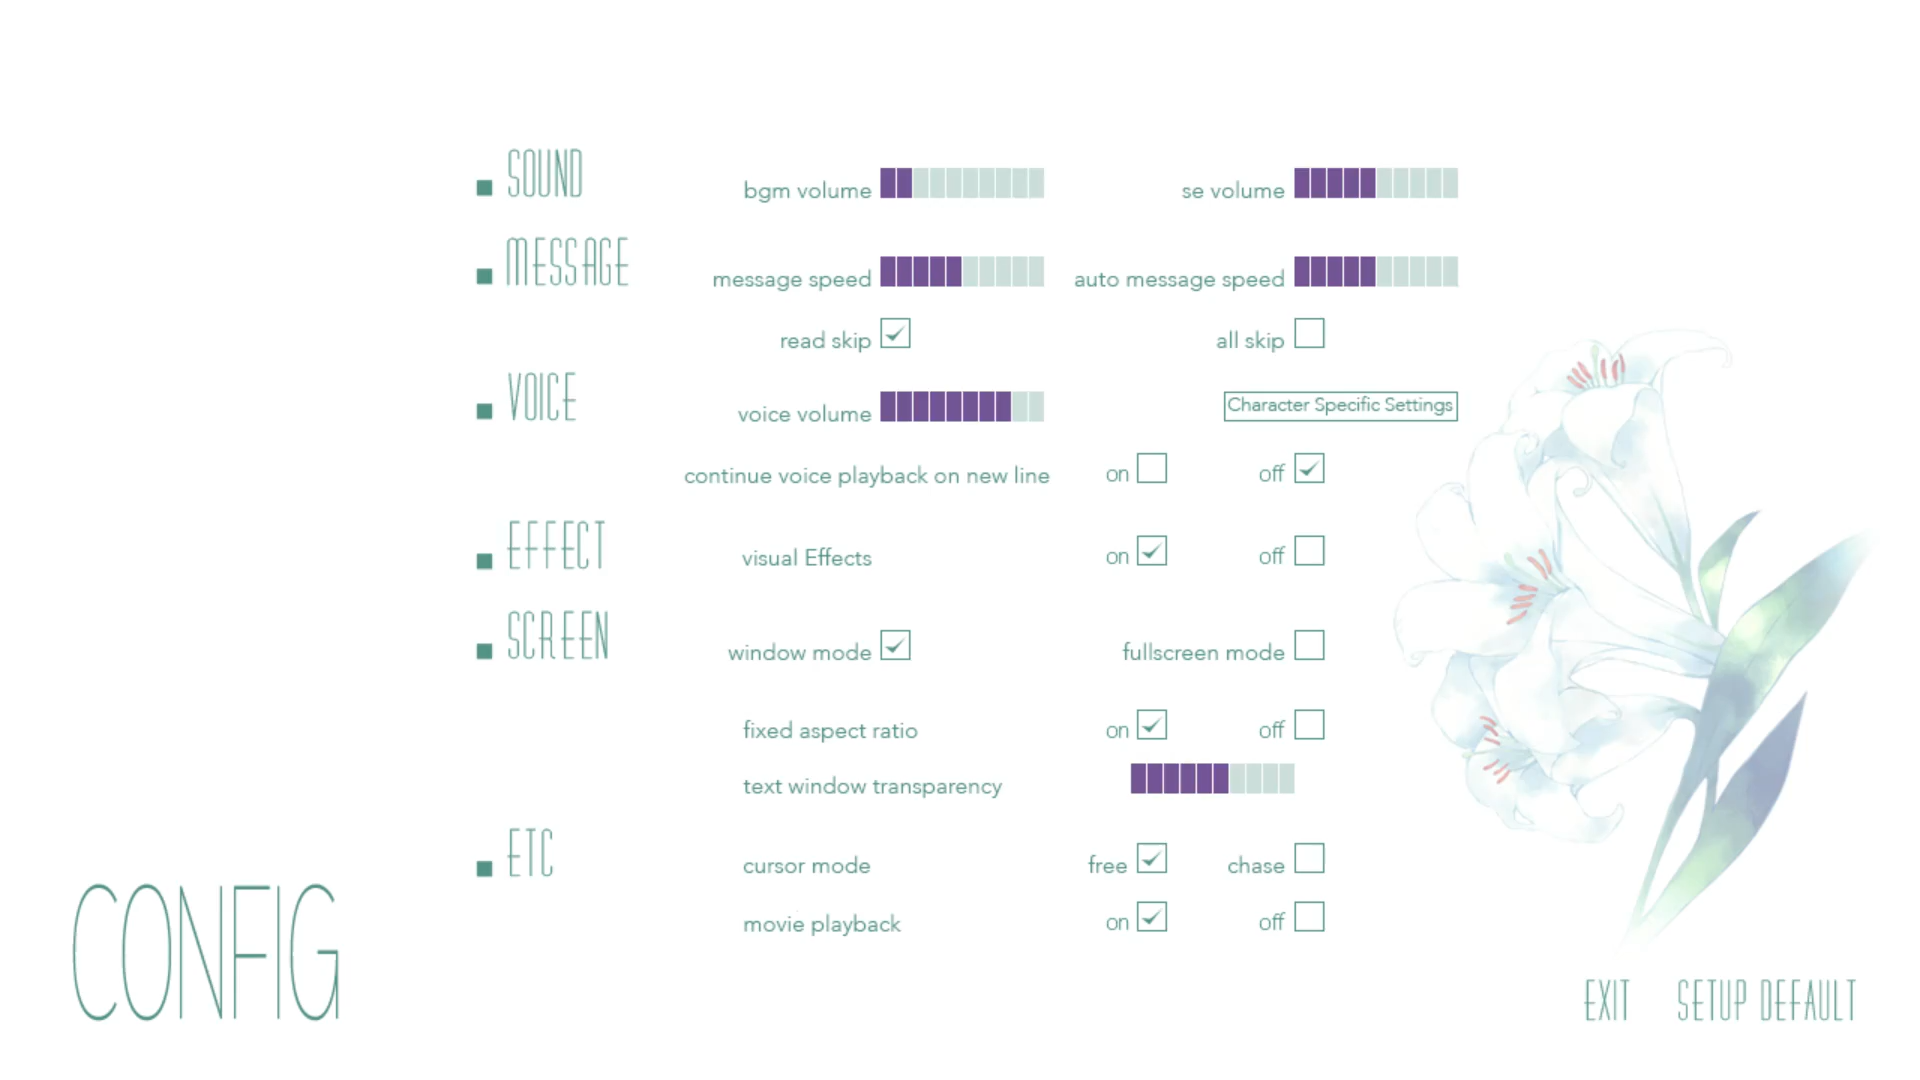 SOUND
bgm volume se volume
MESSAGE
message speed auto message speed
read skip all skip
VOICE
voice volume Character Specific Settings
continue voice playback on new line on off
EFFECT
visual Effects on off
SCREEN
window mode fullscreen mode
fixed aspect ratio on off
text window transparency
ETC
cursor mode free chase
movie playback on off
CONFIG
EXIT SETUP DEFAULT